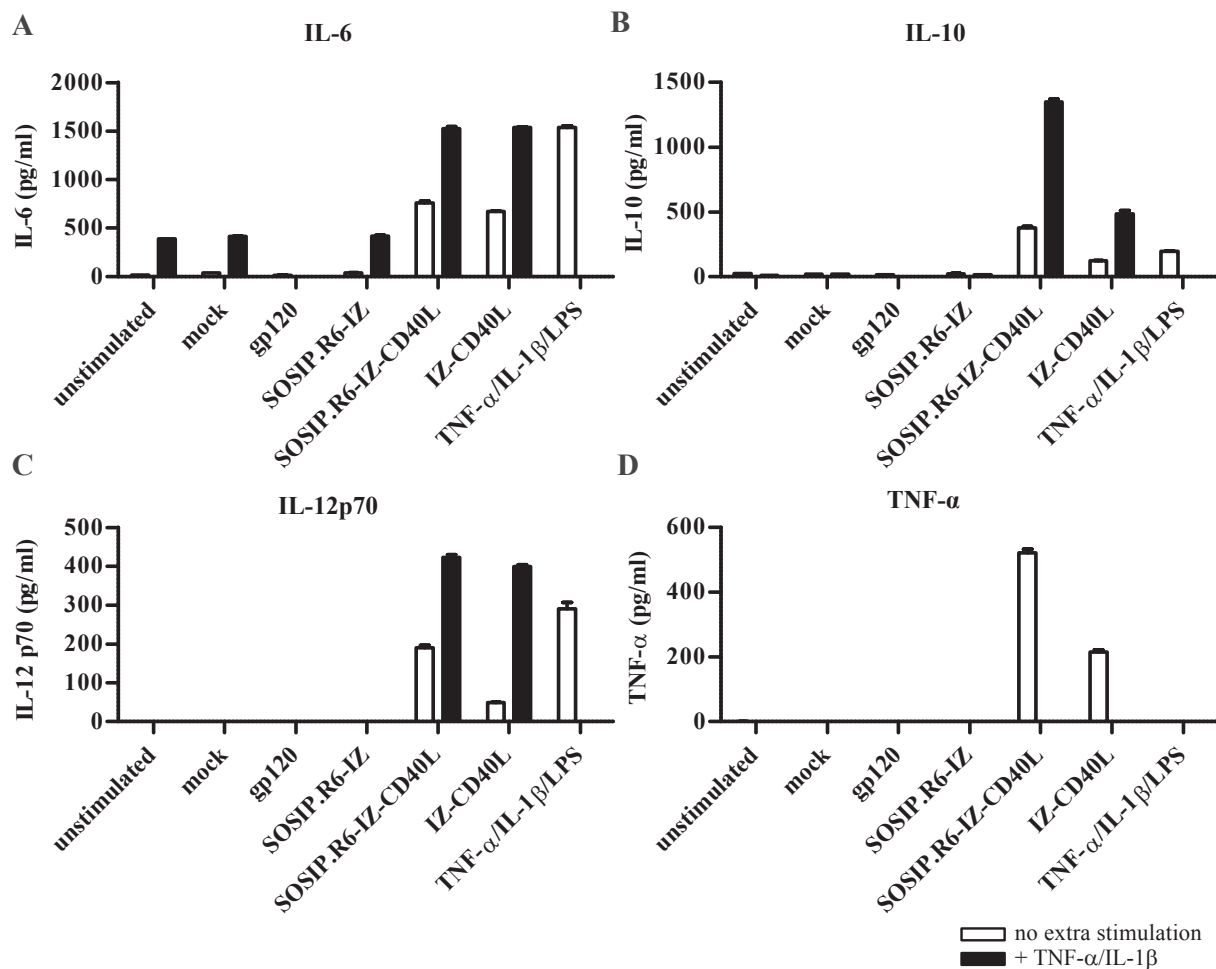 A
IL-6
IL-6 (pg/ml)
2000
1500
1000
500
0
unstimulated
mock
gp120
SOSIP.R6-IZ
SOSIP.R6-IZ-CD40L
IZ-CD40L
TNF-α/IL-1β/LPS
B
IL-10
IL-10 (pg/ml)
1500
1000
500
0
unstimulated
mock
gp120
SOSIP.R6-IZ
SOSIP.R6-IZ-CD40L
IZ-CD40L
TNF-α/IL-1β/LPS
C
IL-12p70
IL-12 p70 (pg/ml)
500
400
300
200
100
0
unstimulated
mock
gp120
SOSIP.R6-IZ
SOSIP.R6-IZ-CD40L
IZ-CD40L
TNF-α/IL-1β/LPS
D
TNF-α
TNF-α (pg/ml)
600
400
200
0
unstimulated
mock
gp120
SOSIP.R6-IZ
SOSIP.R6-IZ-CD40L
IZ-CD40L
TNF-α/IL-1β/LPS
no extra stimulation
+ TNF-α/IL-1β